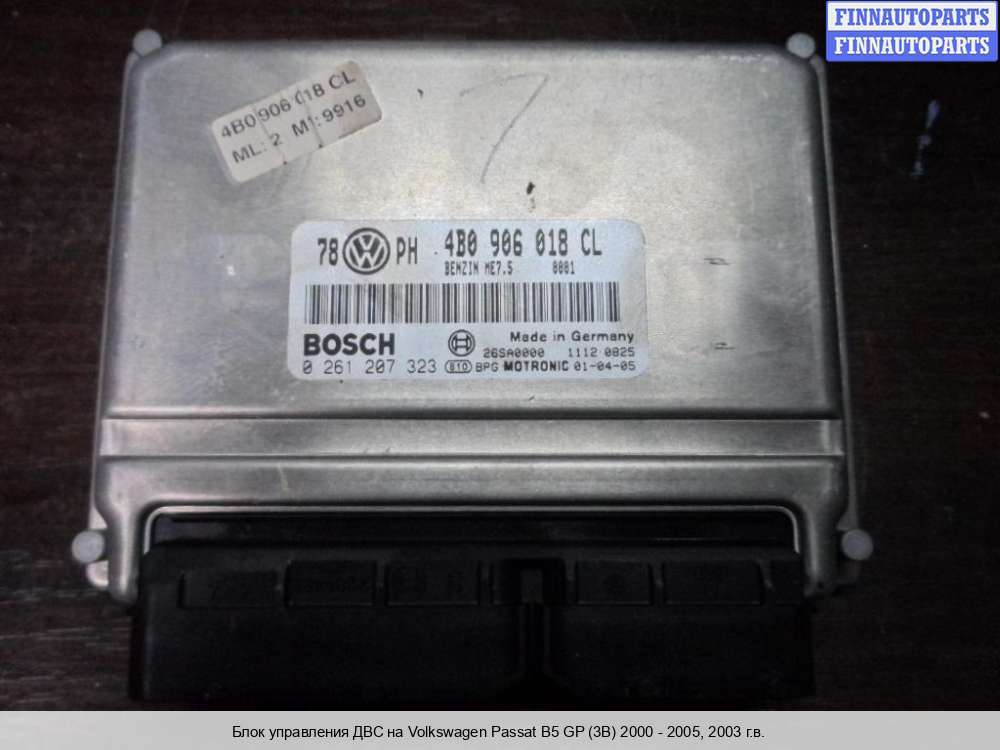 FINNAUTOPARTS
FINNAUTOPARTS
4B0 906 018 CL
ML: 2 M1: 9916
78 PH 4B0 906 018 CL
BENZIN ME7.5 0001
BOSCH
Made in Germany
26SA0000 1112 0825
0 261 207 323 810 BPG MOTRONIC 01-04-05
Блок управления ДВС на Volkswagen Passat B5 GP (3B) 2000 - 2005, 2003 г.в.